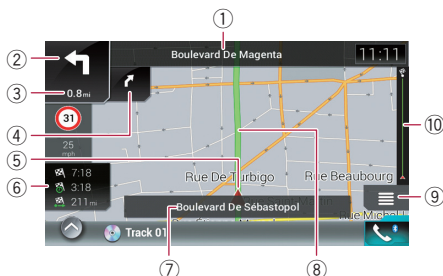 ①
② Boulevard De Magenta 11:11
③ 0.8 mi
④
31
25
mph
⑤
⑥ 7:18
3:18
211 mi
Rue De Turbigo Rue Beaubourg
⑩
⑨
Boulevard De Sébastopol
Rue Michel
Track 01
⑦ ⑧